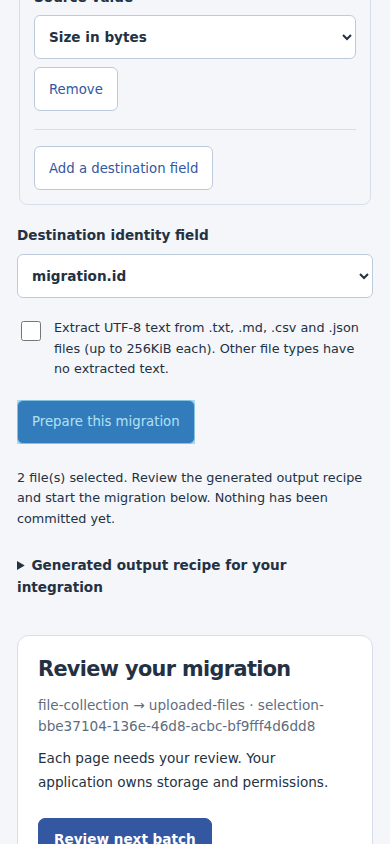 Source value
Size in bytes
Remove
Add a destination field
Destination identity field
migration.id
Extract UTF-8 text from .txt, .md, .csv and .json
files (up to 256KiB each). Other file types have
no extracted text.
Prepare this migration
2 file(s) selected. Review the generated output recipe
and start the migration below. Nothing has been
committed yet.
Generated output recipe for your
integration
Review your migration
file-collection → uploaded-files · selection-
bbe37104-136e-46d8-acbc-bf9fff4d6dd8
Each page needs your review. Your
application owns storage and permissions.
Review next batch